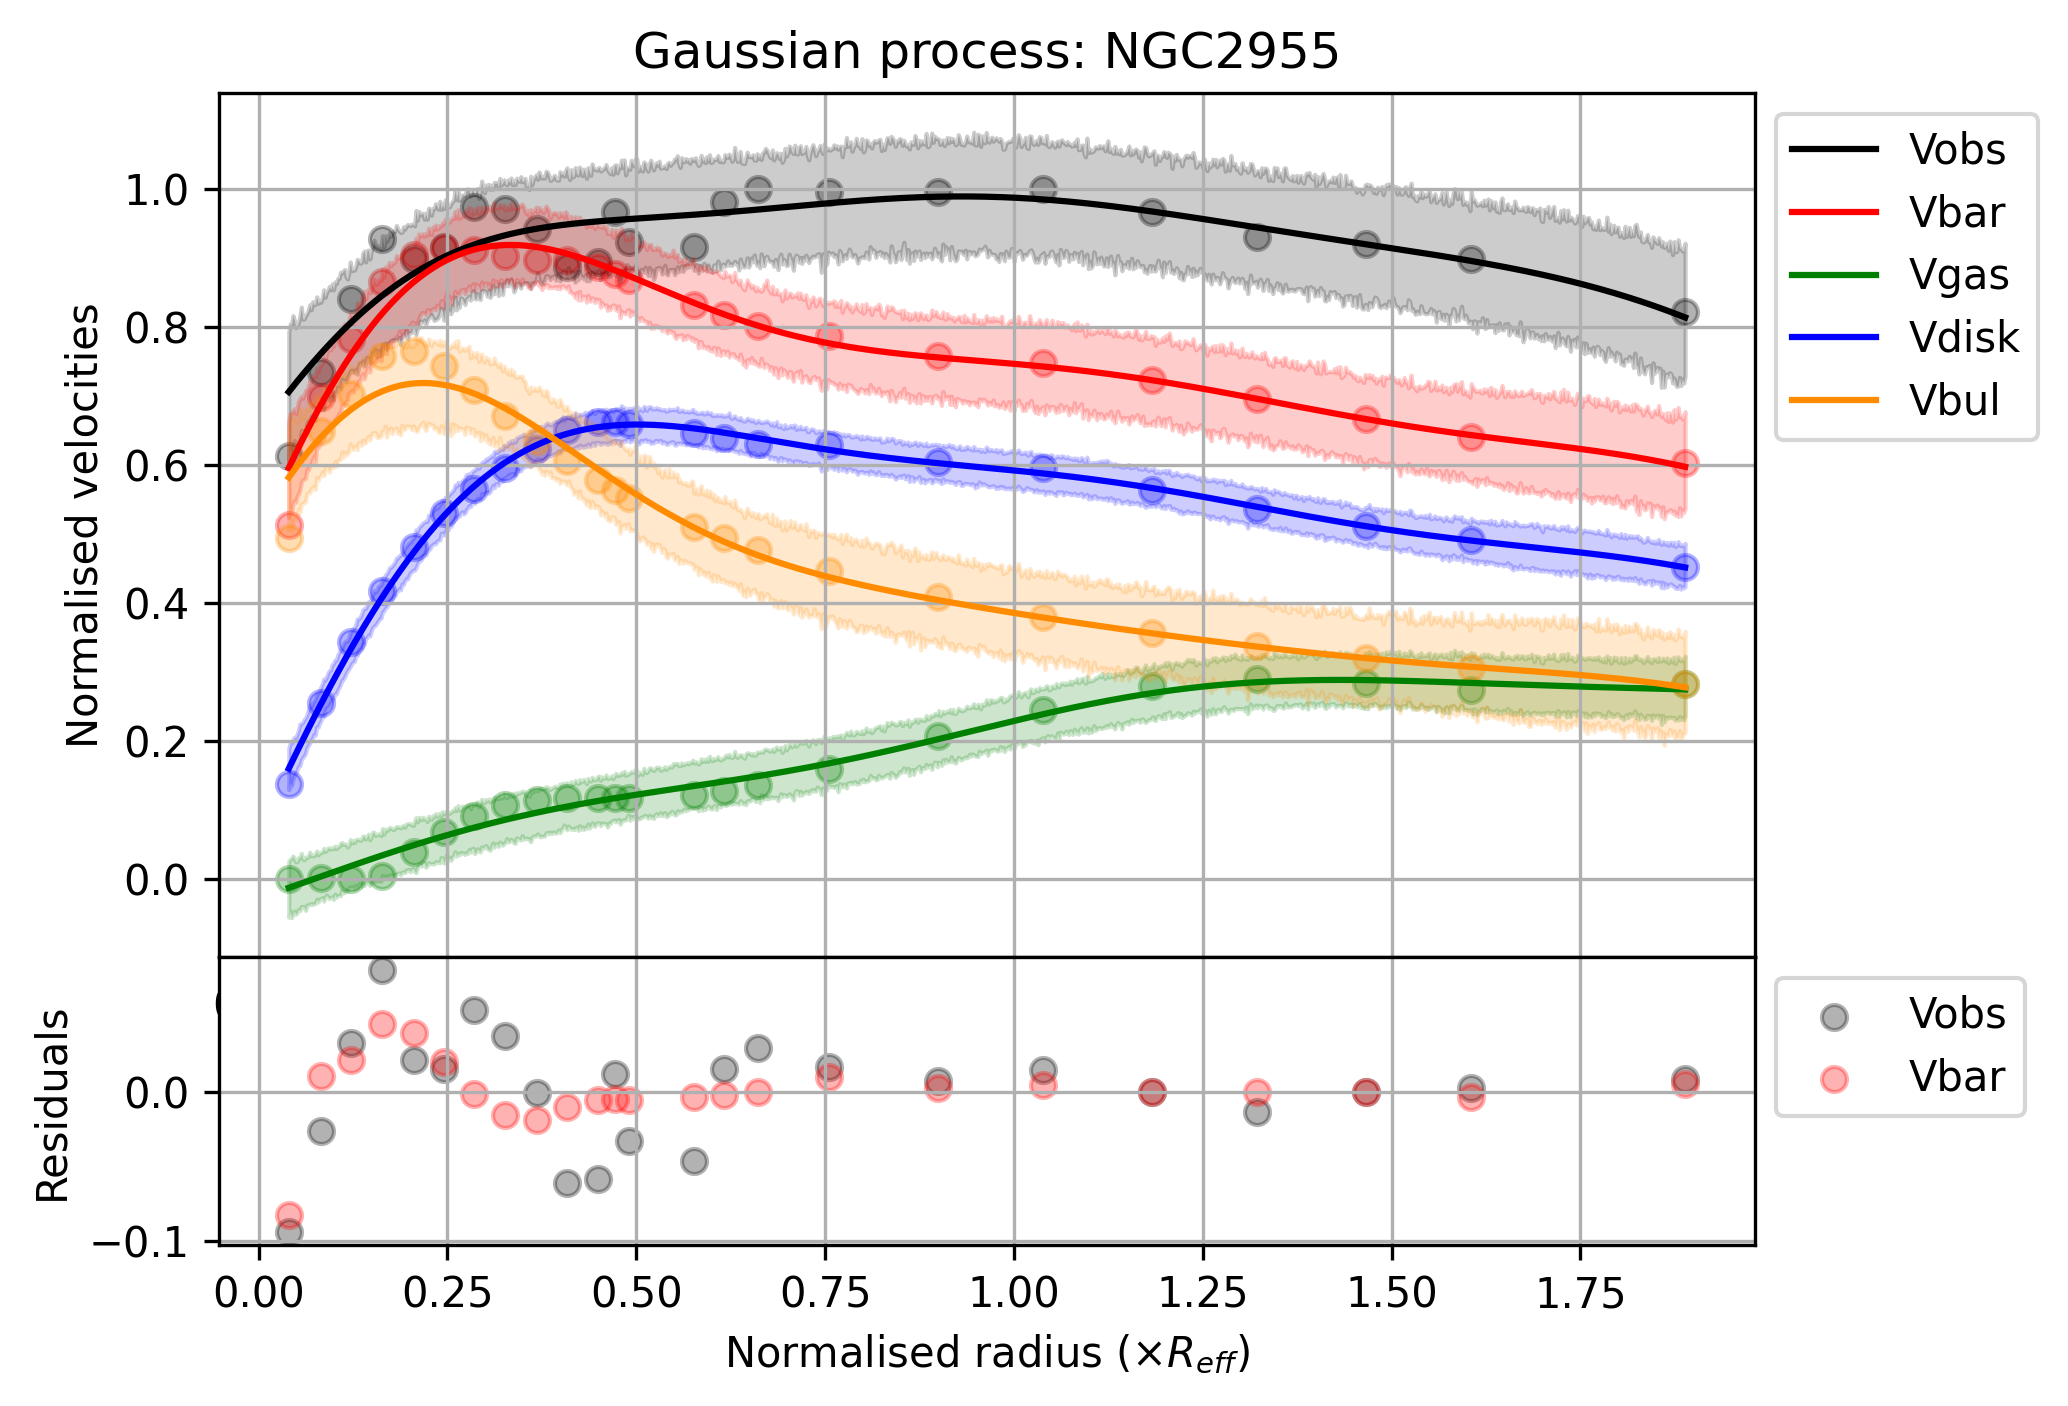 Gaussian process: NGC2955
Normalised velocities
1.0
0.8
0.6
0.4
0.2
0.0
Vobs
Vbar
Vgas
Vdisk
Vbul
Residuals
0.0
−0.1
Vobs
Vbar
0.00 0.25 0.50 0.75 1.00 1.25 1.50 1.75
Normalised radius (×R_eff)